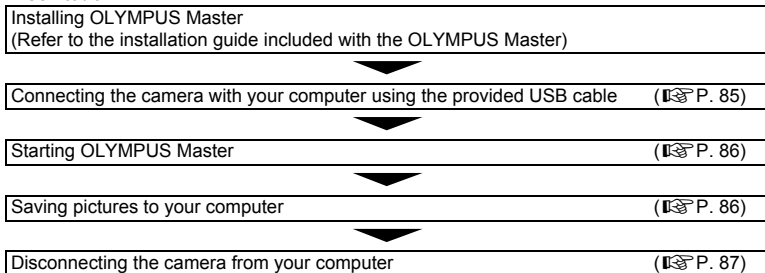 Installing OLYMPUS Master
(Refer to the installation guide included with the OLYMPUS Master)
Connecting the camera with your computer using the provided USB cable (☞P. 85)
Starting OLYMPUS Master (☞P. 86)
Saving pictures to your computer (☞P. 86)
Disconnecting the camera from your computer (☞P. 87)